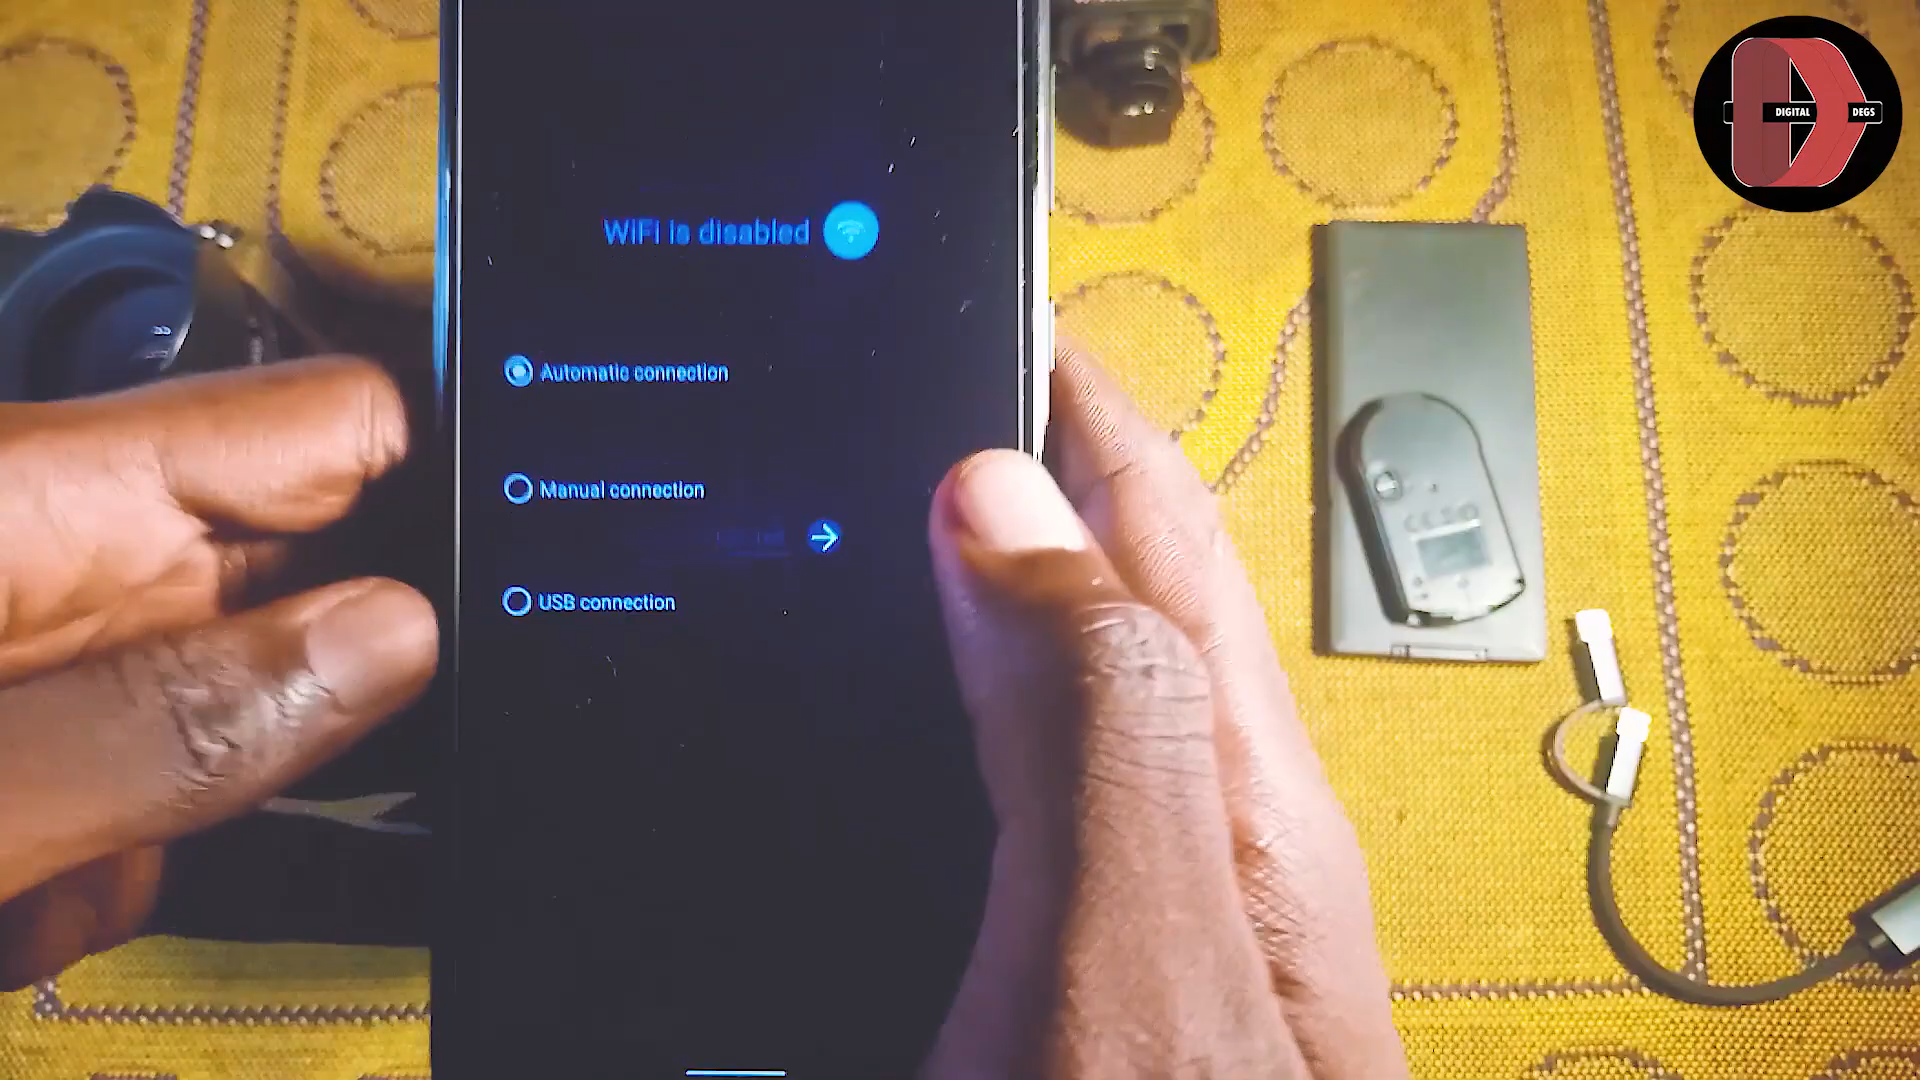 DIGITAL DEGS
WiFi is disabled
Automatic connection
Manual connection
USB connection